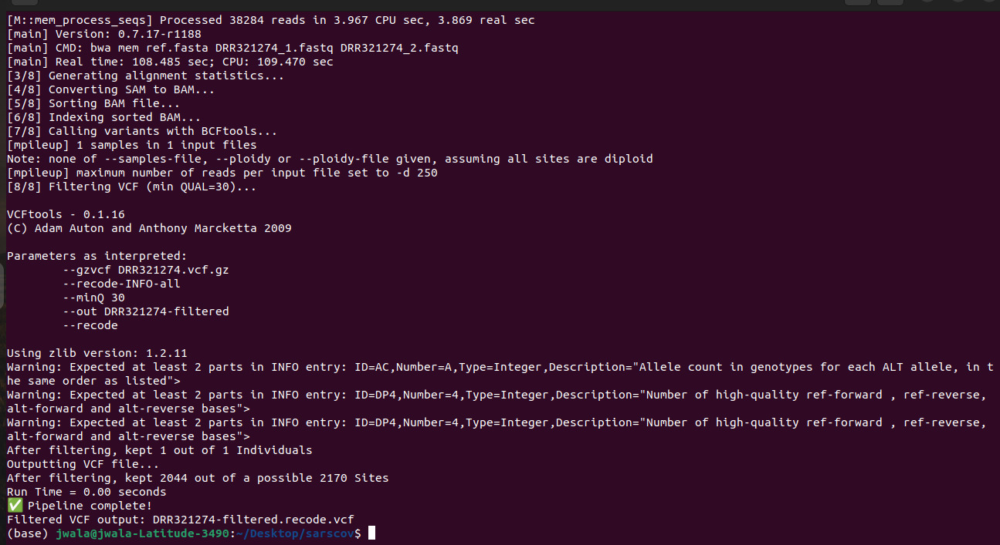 [M::mem_process_seqs] Processed 38284 reads in 3.967 CPU sec, 3.869 real sec
[main] Version: 0.7.17-r1188
[main] CMD: bwa mem ref.fasta DRR321274_1.fastq DRR321274_2.fastq
[main] Real time: 108.485 sec; CPU: 109.470 sec
[3/8] Generating alignment statistics...
[4/8] Converting SAM to BAM...
[5/8] Sorting BAM file...
[6/8] Indexing sorted BAM...
[7/8] Calling variants with BCFtools...
[mpileup] 1 samples in 1 input files
Note: none of --samples-file, --ploidy or --ploidy-file given, assuming all sites are diploid
[mpileup] maximum number of reads per input file set to -d 250
[8/8] Filtering VCF (min QUAL=30)...

VCFtools - 0.1.16
(C) Adam Auton and Anthony Marcketta 2009

Parameters as interpreted:
        --gzvcf DRR321274.vcf.gz
        --recode-INFO-all
        --minQ 30
        --out DRR321274-filtered
        --recode

Using zlib version: 1.2.11
Warning: Expected at least 2 parts in INFO entry: ID=AC,Number=A,Type=Integer,Description="Allele count in genotypes for each ALT allele, in t
he same order as listed">
Warning: Expected at least 2 parts in INFO entry: ID=DP4,Number=4,Type=Integer,Description="Number of high-quality ref-forward , ref-reverse,
alt-forward and alt-reverse bases">
Warning: Expected at least 2 parts in INFO entry: ID=DP4,Number=4,Type=Integer,Description="Number of high-quality ref-forward , ref-reverse,
alt-forward and alt-reverse bases">
After filtering, kept 1 out of 1 Individuals
Outputting VCF file...
After filtering, kept 2044 out of a possible 2170 Sites
Run Time = 0.00 seconds
✅ Pipeline complete!
Filtered VCF output: DRR321274-filtered.recode.vcf
(base) jwala@jwala-Latitude-3490:~/Desktop/sarscov$